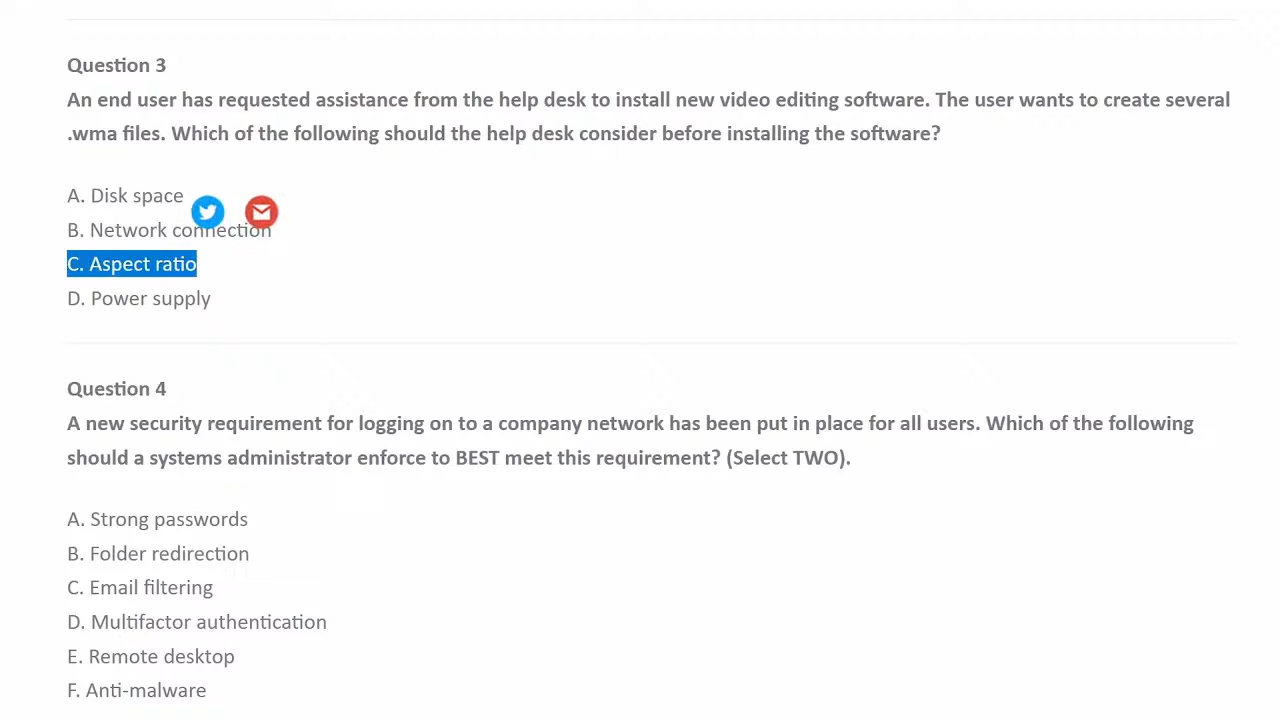 Question 3
An end user has requested assistance from the help desk to install new video editing software. The user wants to create several
.wma files. Which of the following should the help desk consider before installing the software?
A. Disk space
B. Network connection
C. Aspect ratio
D. Power supply
Question 4
A new security requirement for logging on to a company network has been put in place for all users. Which of the following
should a systems administrator enforce to BEST meet this requirement? (Select TWO).
A. Strong passwords
B. Folder redirection
C. Email filtering
D. Multifactor authentication
E. Remote desktop
F. Anti-malware